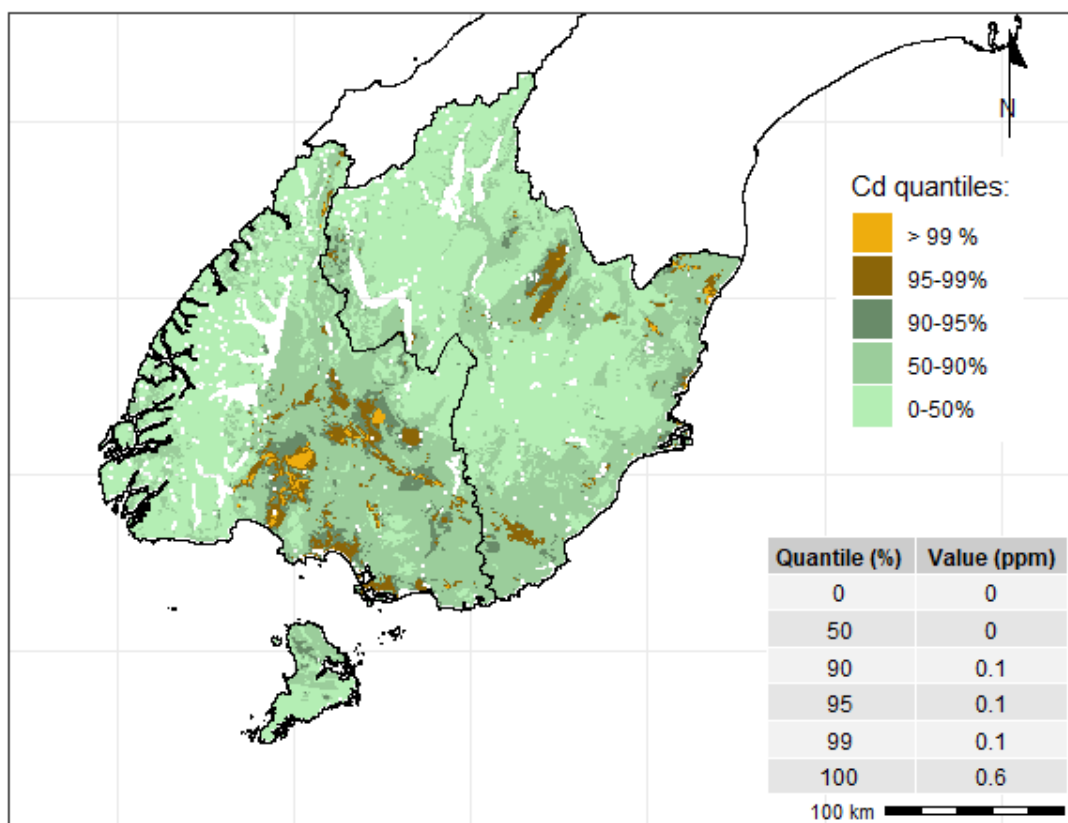 N
Cd quantiles:
> 99 %
95-99%
90-95%
50-90%
0-50%
Quantile (%) Value (ppm)
0 0
50 0
90 0.1
95 0.1
99 0.1
100 0.6
100 km